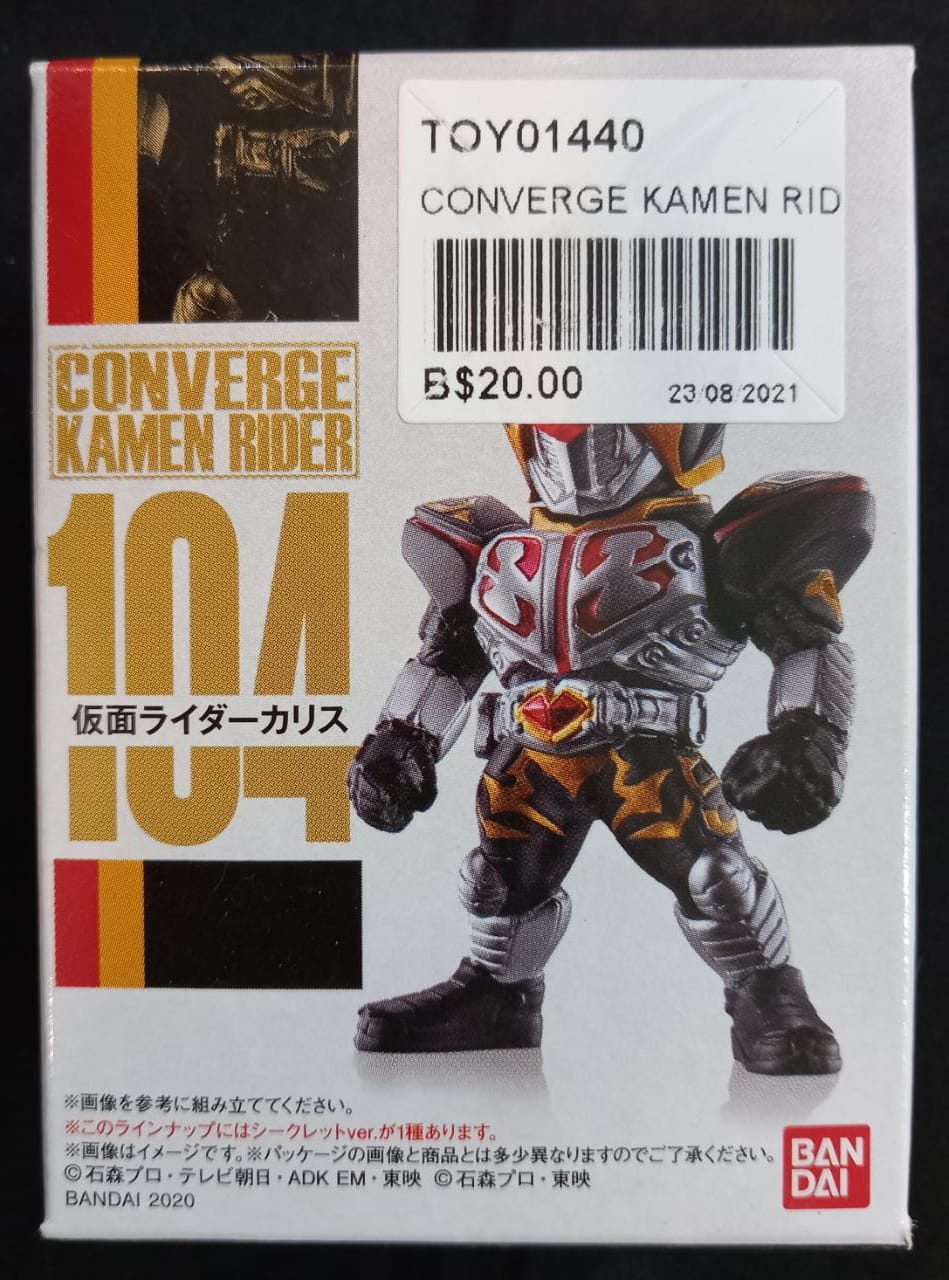 TOY01440
CONVERGE KAMEN RID
B$20.00
23/08/2021
CONVERGE
KAMEN RIDER
104
仮面ライダーカリス
※画像を参考に組み立ててください。
※このラインナップにはシークレットver.が1種あります。
※画像はイメージです。※パッケージの画像と商品とは多少異なりますのでご了承ください。
©石森プロ・テレビ朝日・ADK EM・東映 ©石森プロ・東映
BANDAI 2020
BAN
DAI